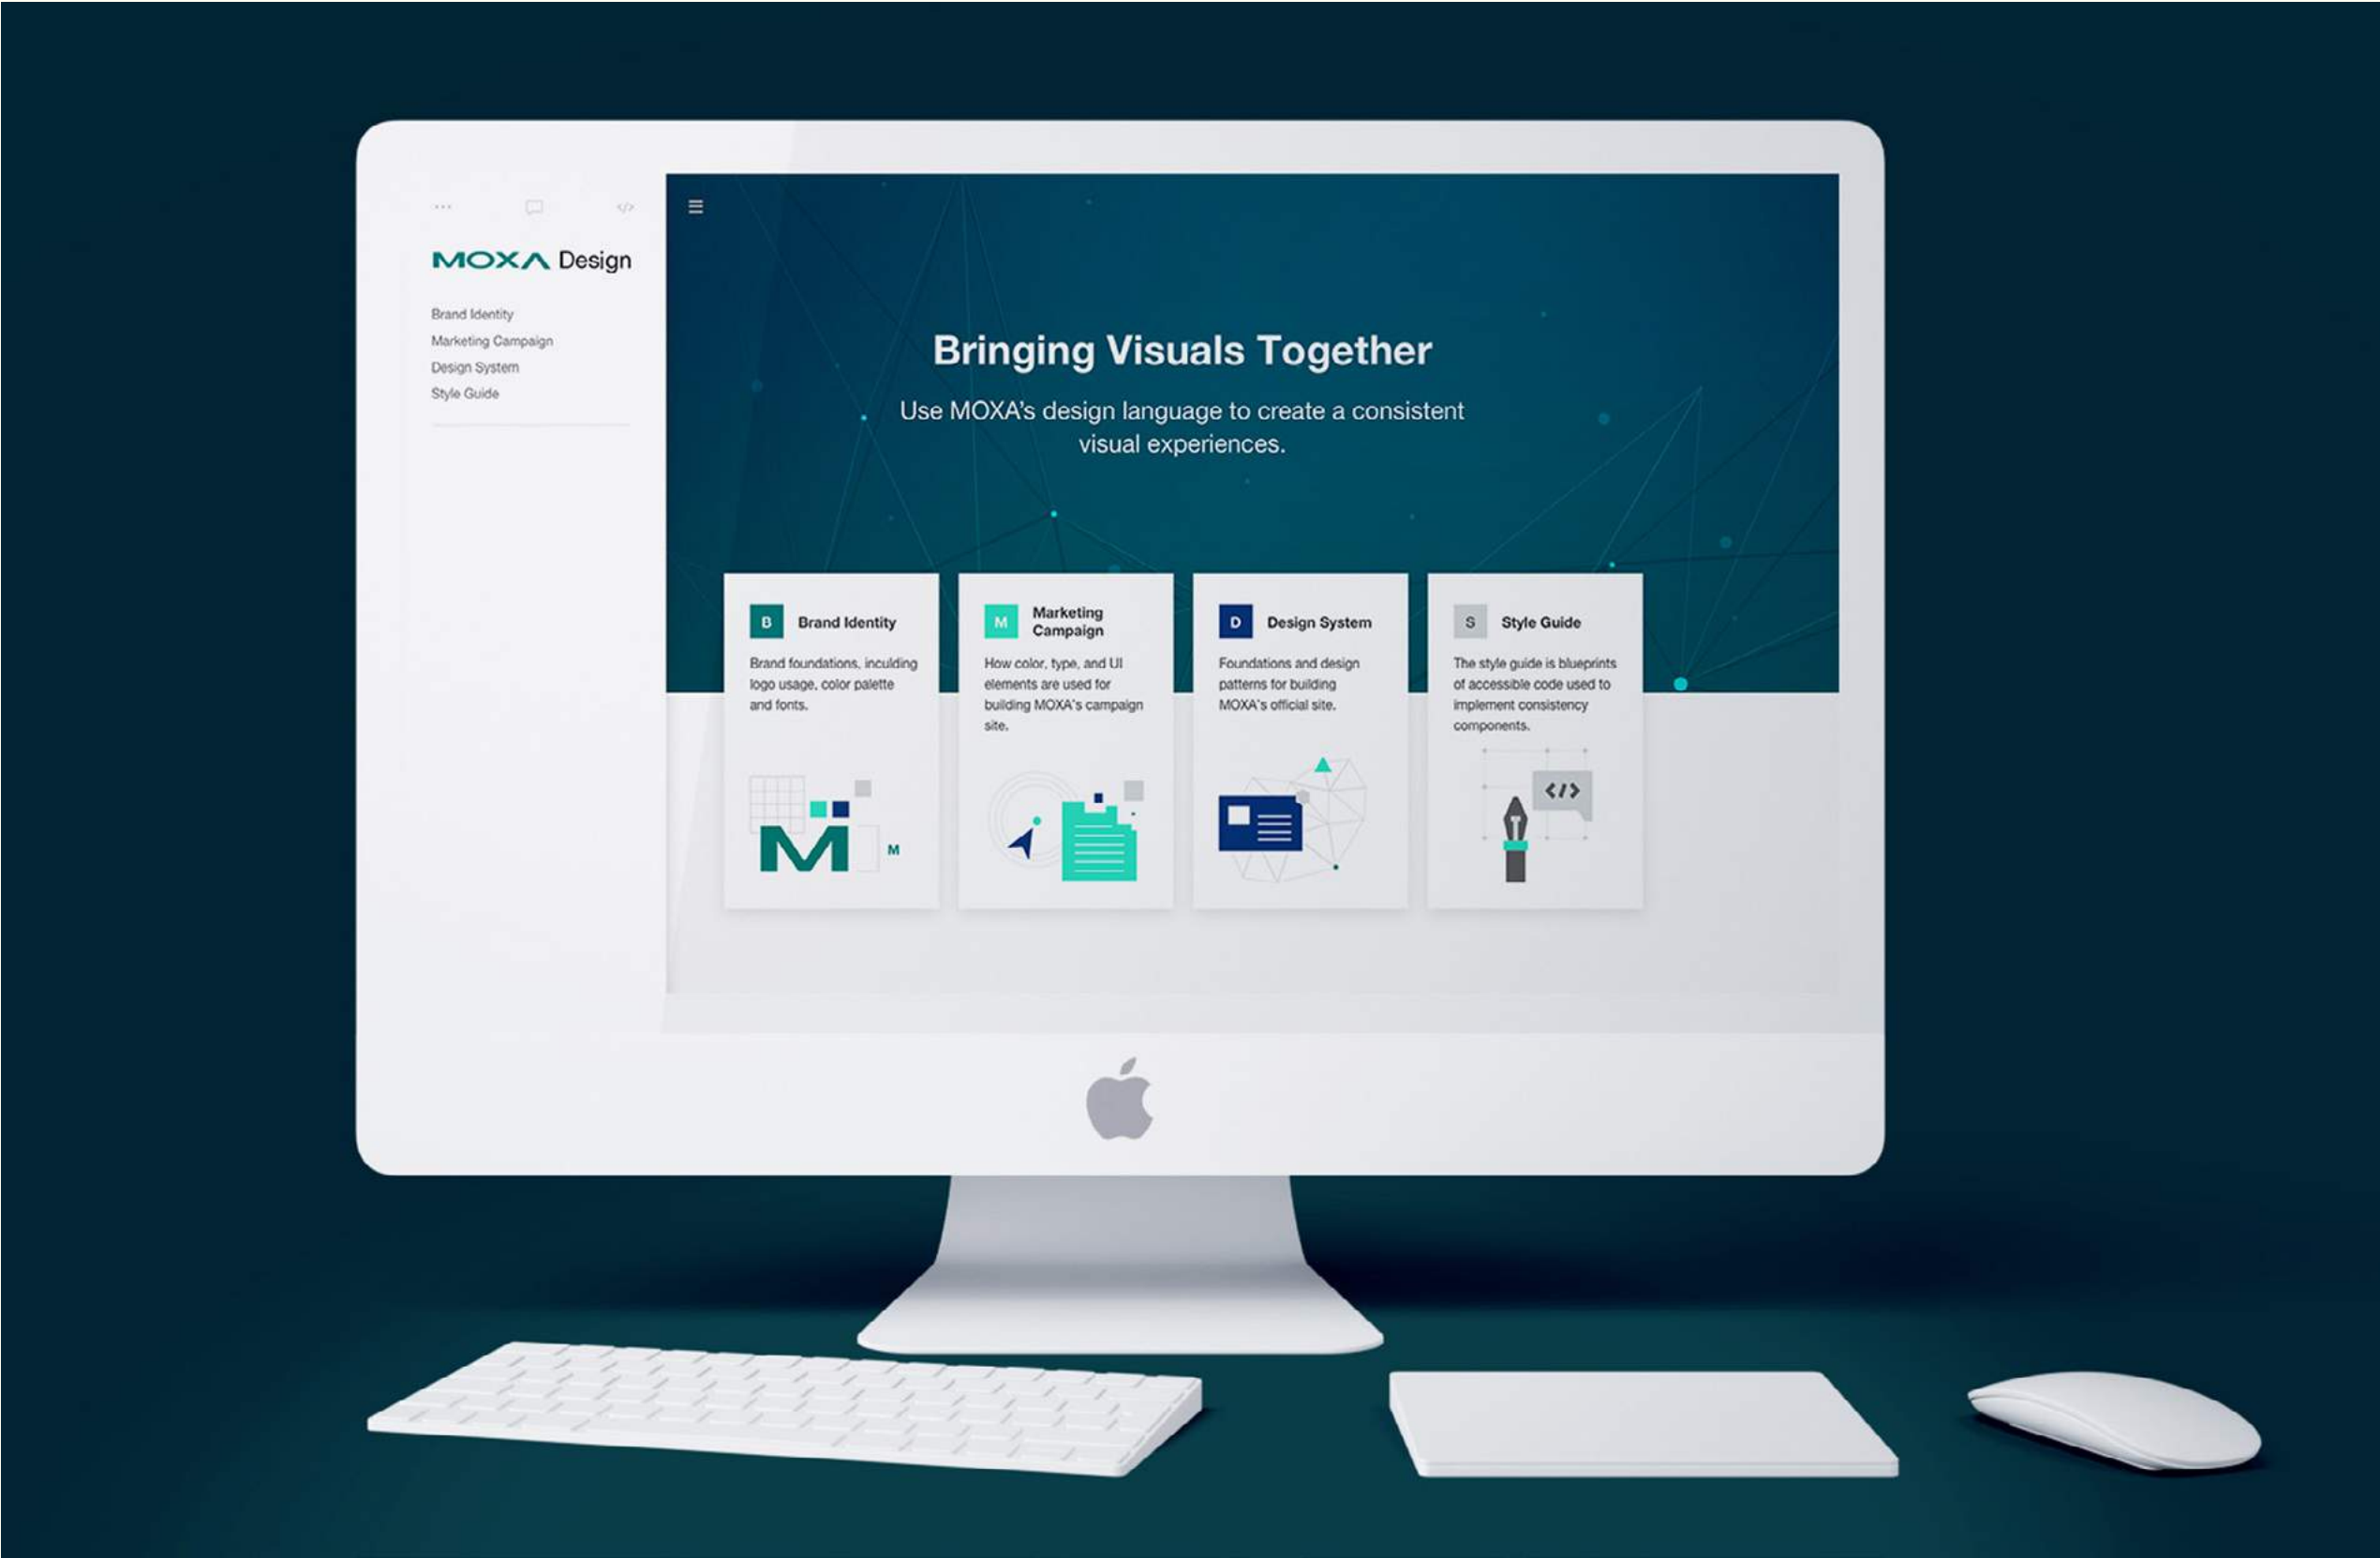 MOXA Design
Brand Identity
Marketing Campaign
Design System
Style Guide
Bringing Visuals Together
Use MOXA's design language to create a consistent
visual experiences.
B Brand Identity
Brand foundations, inculding
logo usage, color palette
and fonts.
M
M
M Marketing
Campaign
How color, type, and UI
elements are used for
building MOXA's campaign
site.
D Design System
Foundations and design
patterns for building
MOXA's official site.
S Style Guide
The style guide is blueprints
of accessible code used to
implement consistency
components.
</>